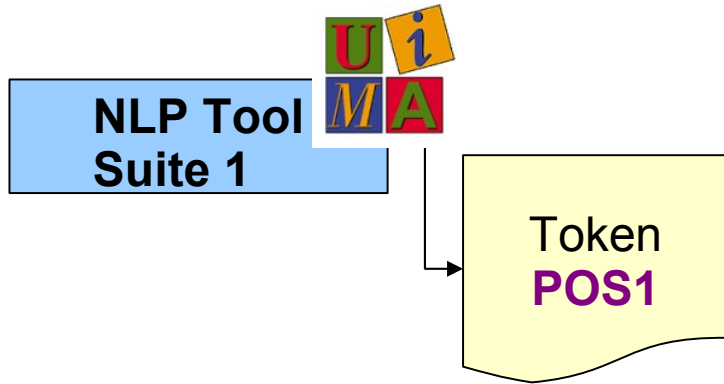 U i
M A
NLP Tool
Suite 1
Token
POS1